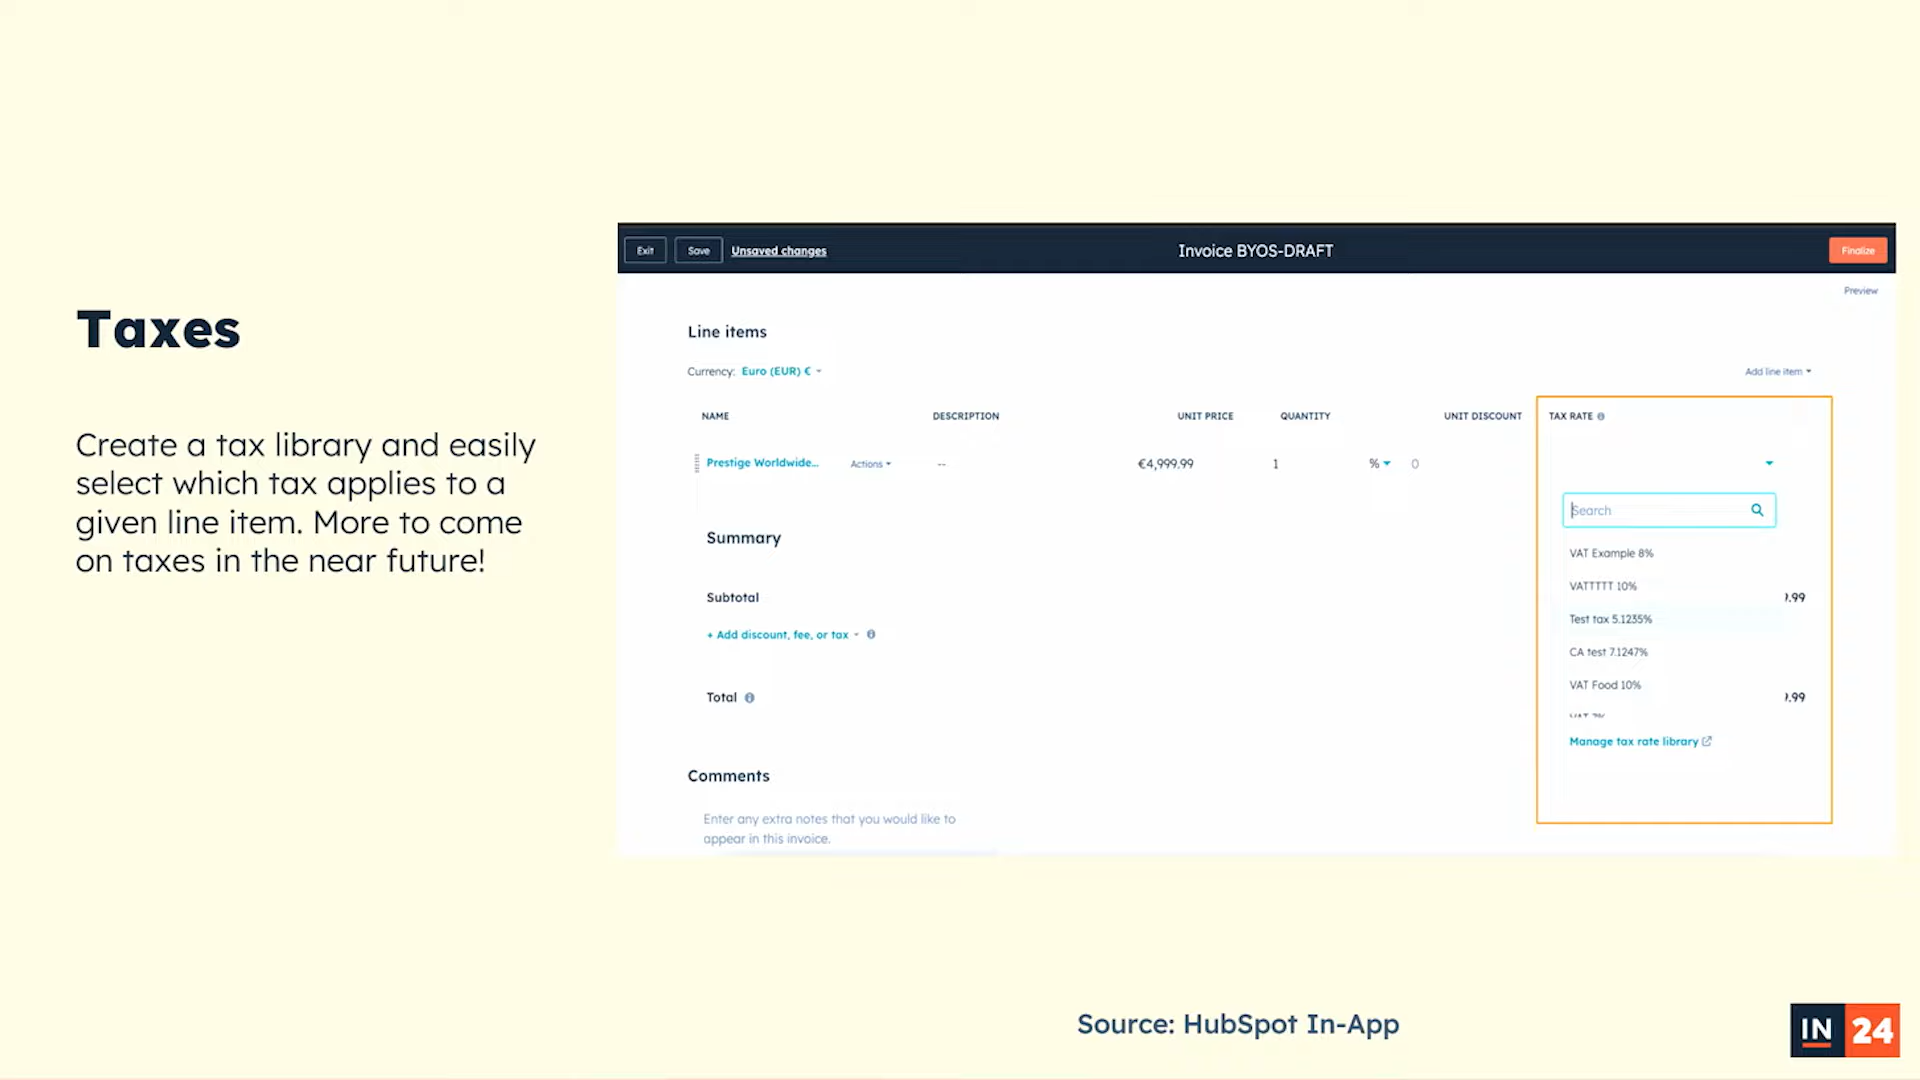 Taxes
Create a tax library and easily
select which tax applies to a
given line item. More to come
on taxes in the near future!
Exit Save Unsaved changes Invoice BYOS-DRAFT Finalize
Preview
Line items
Currency: Euro (EUR) € Add line item
NAME DESCRIPTION UNIT PRICE QUANTITY UNIT DISCOUNT TAX RATE
Prestige Worldwide... Actions -- €4,999.99 1 % 0
Search
Summary
VAT Example 8%
VATTTTT 10%
Subtotal .99
Test tax 5.1235%
+ Add discount, fee, or tax
CA test 7.1247%
VAT Food 10%
Total .99
Manage tax rate library
Comments
Enter any extra notes that you would like to
appear in this invoice.
Source: HubSpot In-App
IN 24